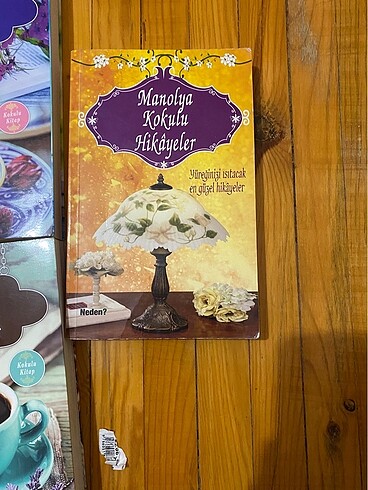 Manolya
Kokulu
Hikâyeler
Yüreğinizi ısıtacak
en güzel hikâyeler
Neden?
Kokulu
Kitap
Kokulu
Kitap